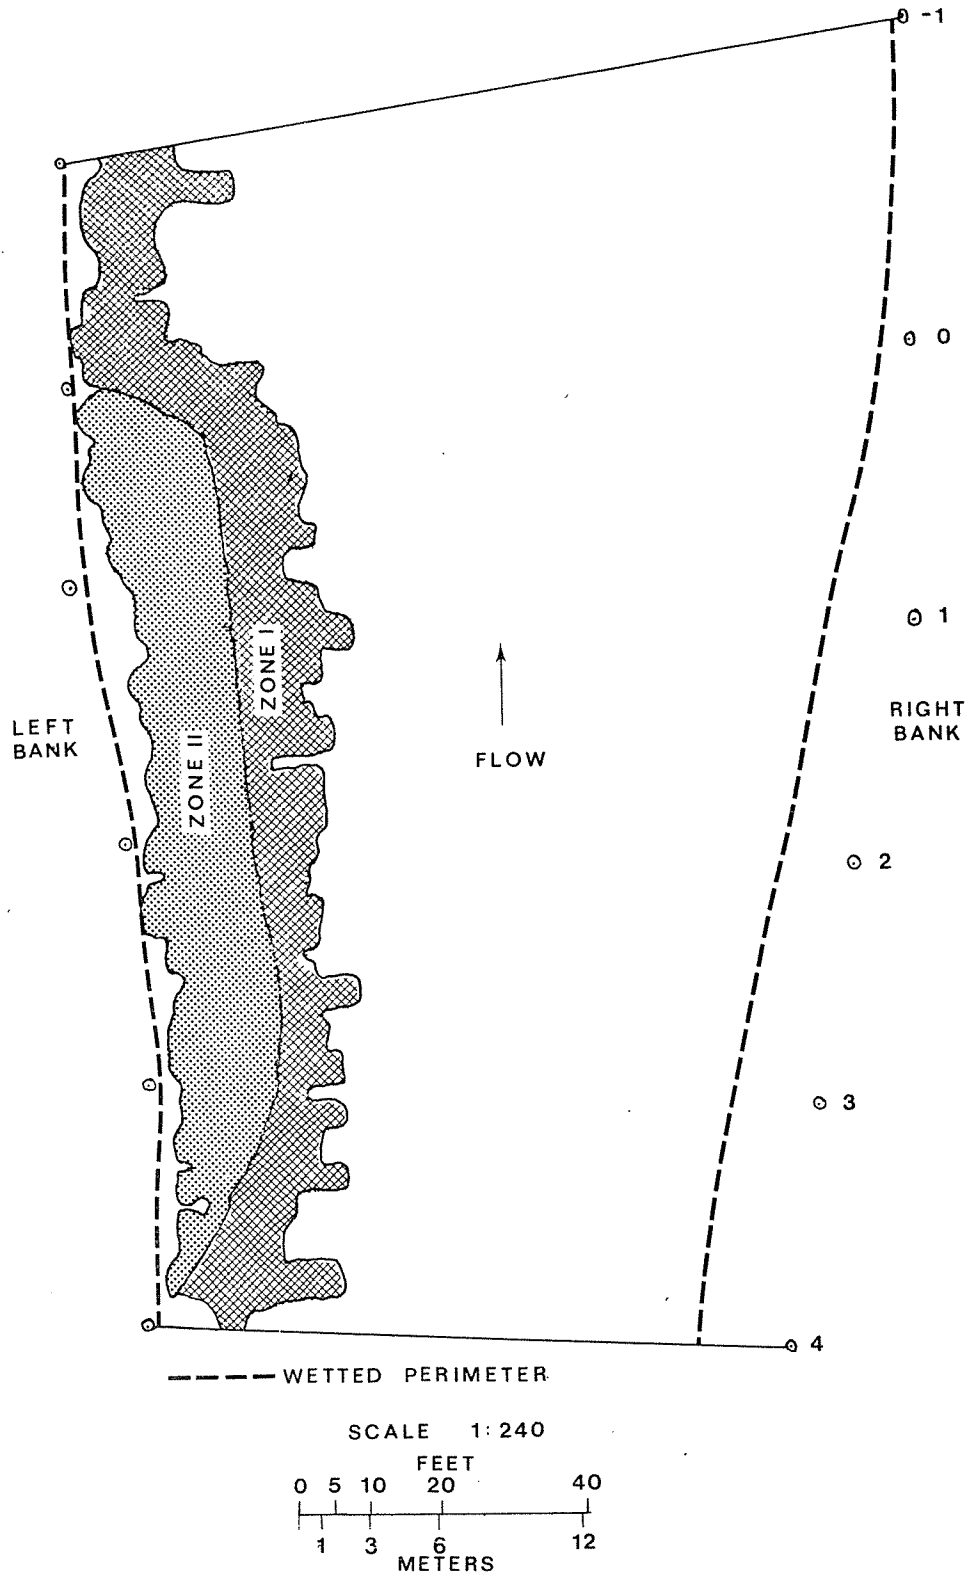 -1
0
1
ZONE I
LEFT
BANK
RIGHT
BANK
ZONE II
FLOW
2
3
4
WETTED PERIMETER
SCALE 1:240
FEET
0 5 10 20 40
1 3 6 12
METERS